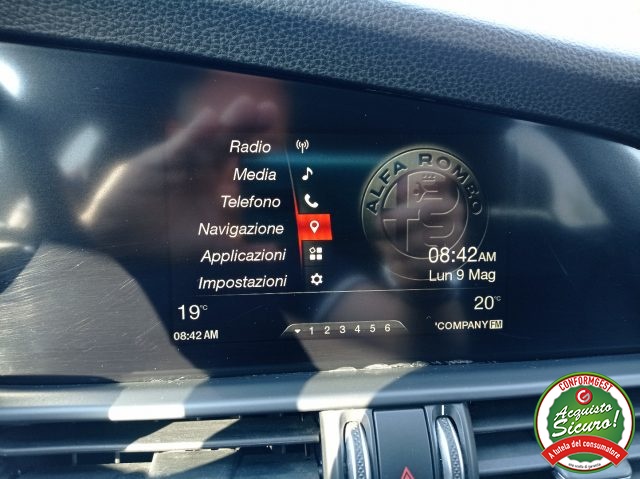 Radio
Media
Telefono
Navigazione
Applicazioni
Impostazioni
ALFA ROMEO
08:42AM
Lun 9 Mag
19°C
20°C
08:42 AM
1 2 3 4 5 6
'COMPANY FM
CONFORMGEST
Acquisto
Sicuro!
A tutela del consumatore